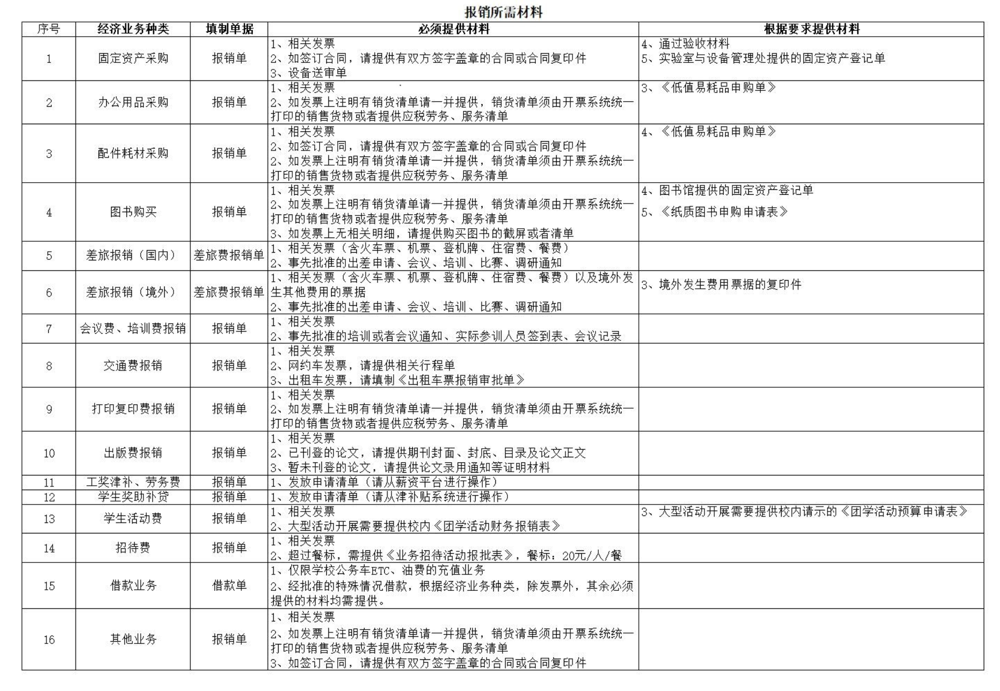 报销所需材料
序号 经济业务种类 填制单据 必须提供材料 根据要求提供材料
1 固定资产采购 报销单
1、相关发票
2、如签订合同，请提供有双方签字盖章的合同或合同复印件
3、设备送审单
4、通过验收材料
5、实验室与设备管理处提供的固定资产登记单
2 办公用品采购 报销单
1、相关发票
2、如发票上注明有销货清单请一并提供，销货清单须由开票系统统一
打印的销售货物或者提供应税劳务、服务清单
3、《低值易耗品申购单》
3 配件耗材采购 报销单
1、相关发票
2、如签订合同，请提供有双方签字盖章的合同或合同复印件
2、如发票上注明有销货清单请一并提供，销货清单须由开票系统统一
打印的销售货物或者提供应税劳务、服务清单
4、《低值易耗品申购单》
4 图书购买 报销单
1、相关发票
2、如发票上注明有销货清单请一并提供，销货清单须由开票系统统一
打印的销售货物或者提供应税劳务、服务清单
3、如发票上无相关明细，请提供购买图书的截屏或者清单
4、图书馆提供的固定资产登记单
5、《纸质图书申购申请表》
5 差旅报销（国内） 差旅费报销单
1、相关发票（含火车票、机票、登机牌、住宿费、餐费）
2、事先批准的出差申请、会议、培训、比赛、调研通知
6 差旅报销（境外） 差旅费报销单
1、相关发票（含火车票、机票、登机牌、住宿费、餐费）以及境外发
生其他费用的票据
2、事先批准的出差申请、会议、培训、比赛、调研通知
3、境外发生费用票据的复印件
7 会议费、培训费报销 报销单
1、相关发票
2、事先批准的培训或者会议通知、实际参训人员签到表、会议记录
8 交通费报销 报销单
1、相关发票
2、网约车发票，请提供相关行程单
3、出租车发票，请填制《出租车票报销审批单》
9 打印复印费报销 报销单
1、相关发票
2、如发票上注明有销货清单请一并提供，销货清单须由开票系统统一
打印的销售货物或者提供应税劳务、服务清单
10 出版费报销 报销单
1、相关发票
2、已刊登的论文，请提供期刊封面、封底、目录及论文正文
3、暂未刊登的论文，请提供论文录用通知等证明材料
11 工奖津补、劳务费 报销单 1、发放申请清单（请从薪资平台进行操作）
12 学生奖助补贷 报销单 1、发放申请清单（请从津补贴系统进行操作）
13 学生活动费 报销单
1、相关发票
2、大型活动开展需要提供校内《团学活动财务报销表》
3、大型活动开展需要提供校内请示的《团学活动预算申请表》
14 招待费 报销单
1、相关发票
2、超过餐标，需提供《业务招待活动报批表》，餐标：20元/人/餐
15 借款业务 借款单
1、仅限学校公务车ETC、油费的充值业务
2、经批准的特殊情况借款，根据经济业务种类，除发票外，其余必须
提供的材料均需提供。
16 其他业务 报销单
1、相关发票
2、如发票上注明有销货清单请一并提供，销货清单须由开票系统统一
打印的销售货物或者提供应税劳务、服务清单
3、如签订合同，请提供有双方签字盖章的合同或合同复印件